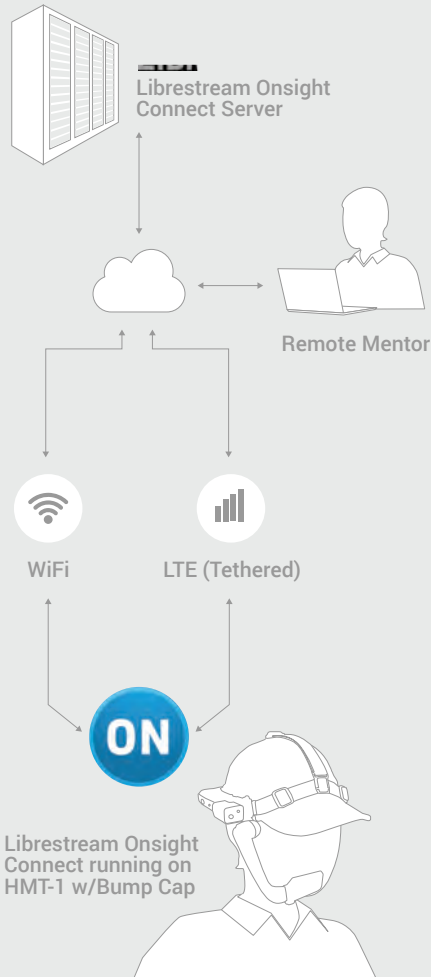 Librestream Onsight
Connect Server
Remote Mentor
WiFi
LTE (Tethered)
ON
Librestream Onsight
Connect running on
HMT-1 w/Bump Cap